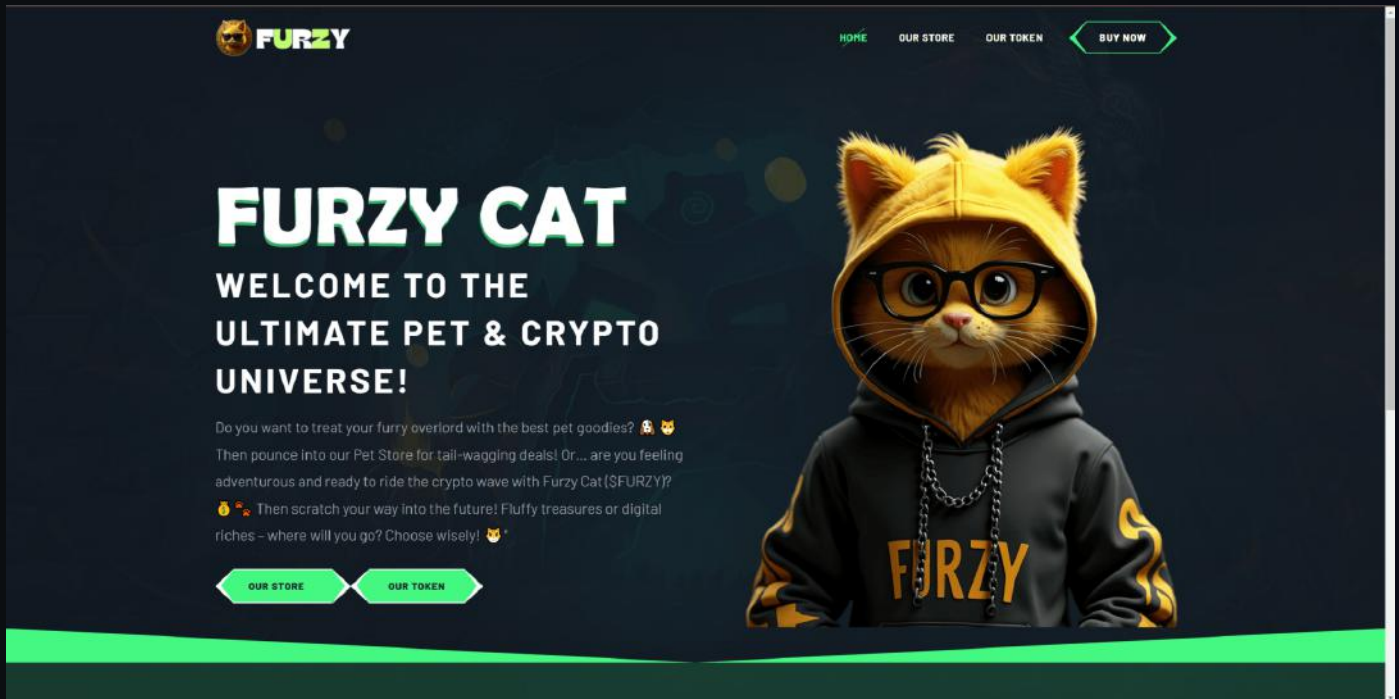 FURZY
HOME
OUR STORE
OUR TOKEN
BUY NOW
FURZY CAT
WELCOME TO THE
ULTIMATE PET & CRYPTO
UNIVERSE!
Do you want to treat your furry overlord with the best pet goodies? 🐶 🐱
Then pounce into our Pet Store for tail-wagging deals! Or... are you feeling
adventurous and ready to ride the crypto wave with Furzy Cat ($FURZY)?
💰🐾 Then scratch your way into the future! Fluffy treasures or digital
riches – where will you go? Choose wisely! 🐱"
OUR STORE
OUR TOKEN
FURZY